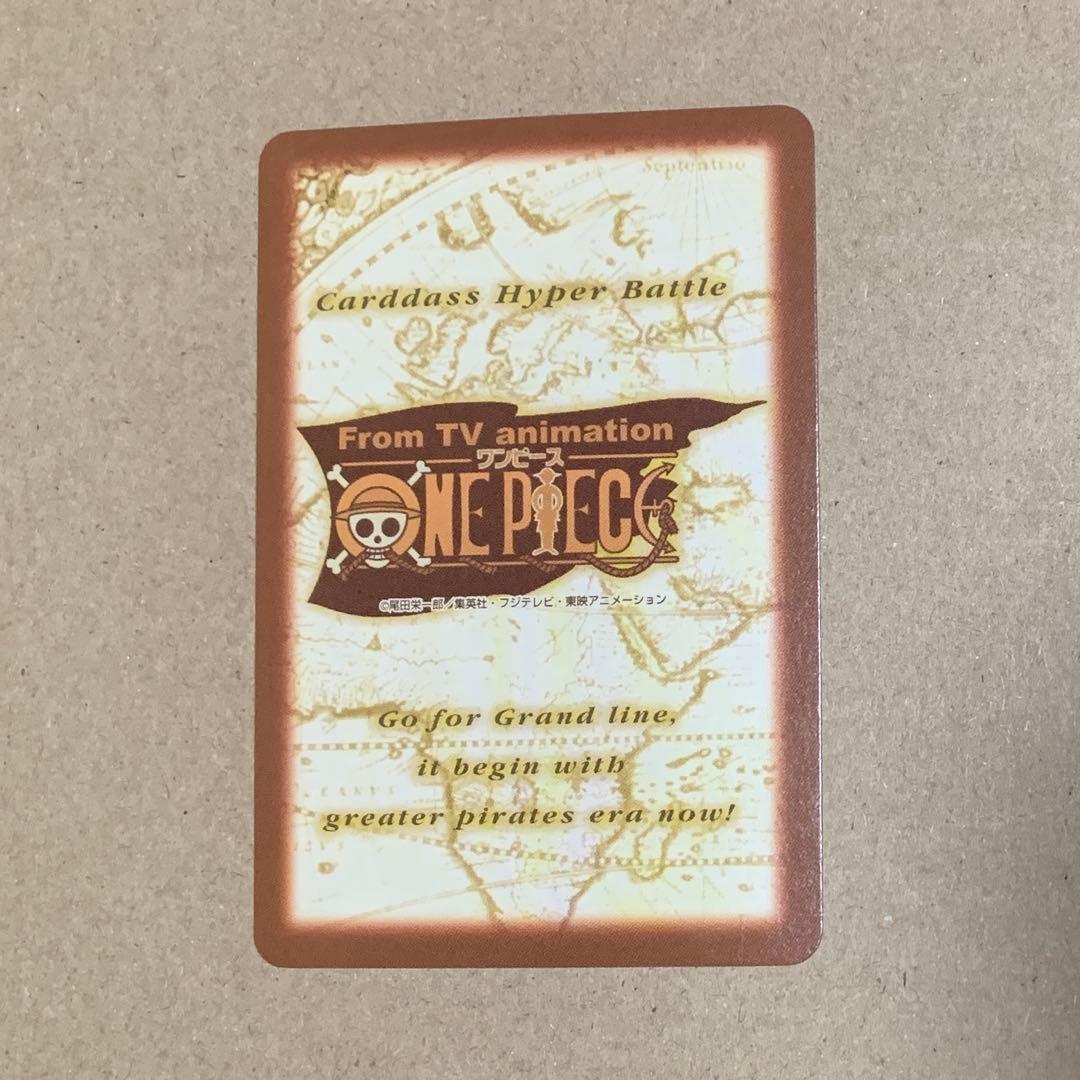 Septentrio
Carddass Hyper Battle
From TV animation
ワンピース
ONE PIECE
©尾田栄一郎/集英社・フジテレビ・東映アニメーション
Go for Grand line,
it begin with
greater pirates era now!